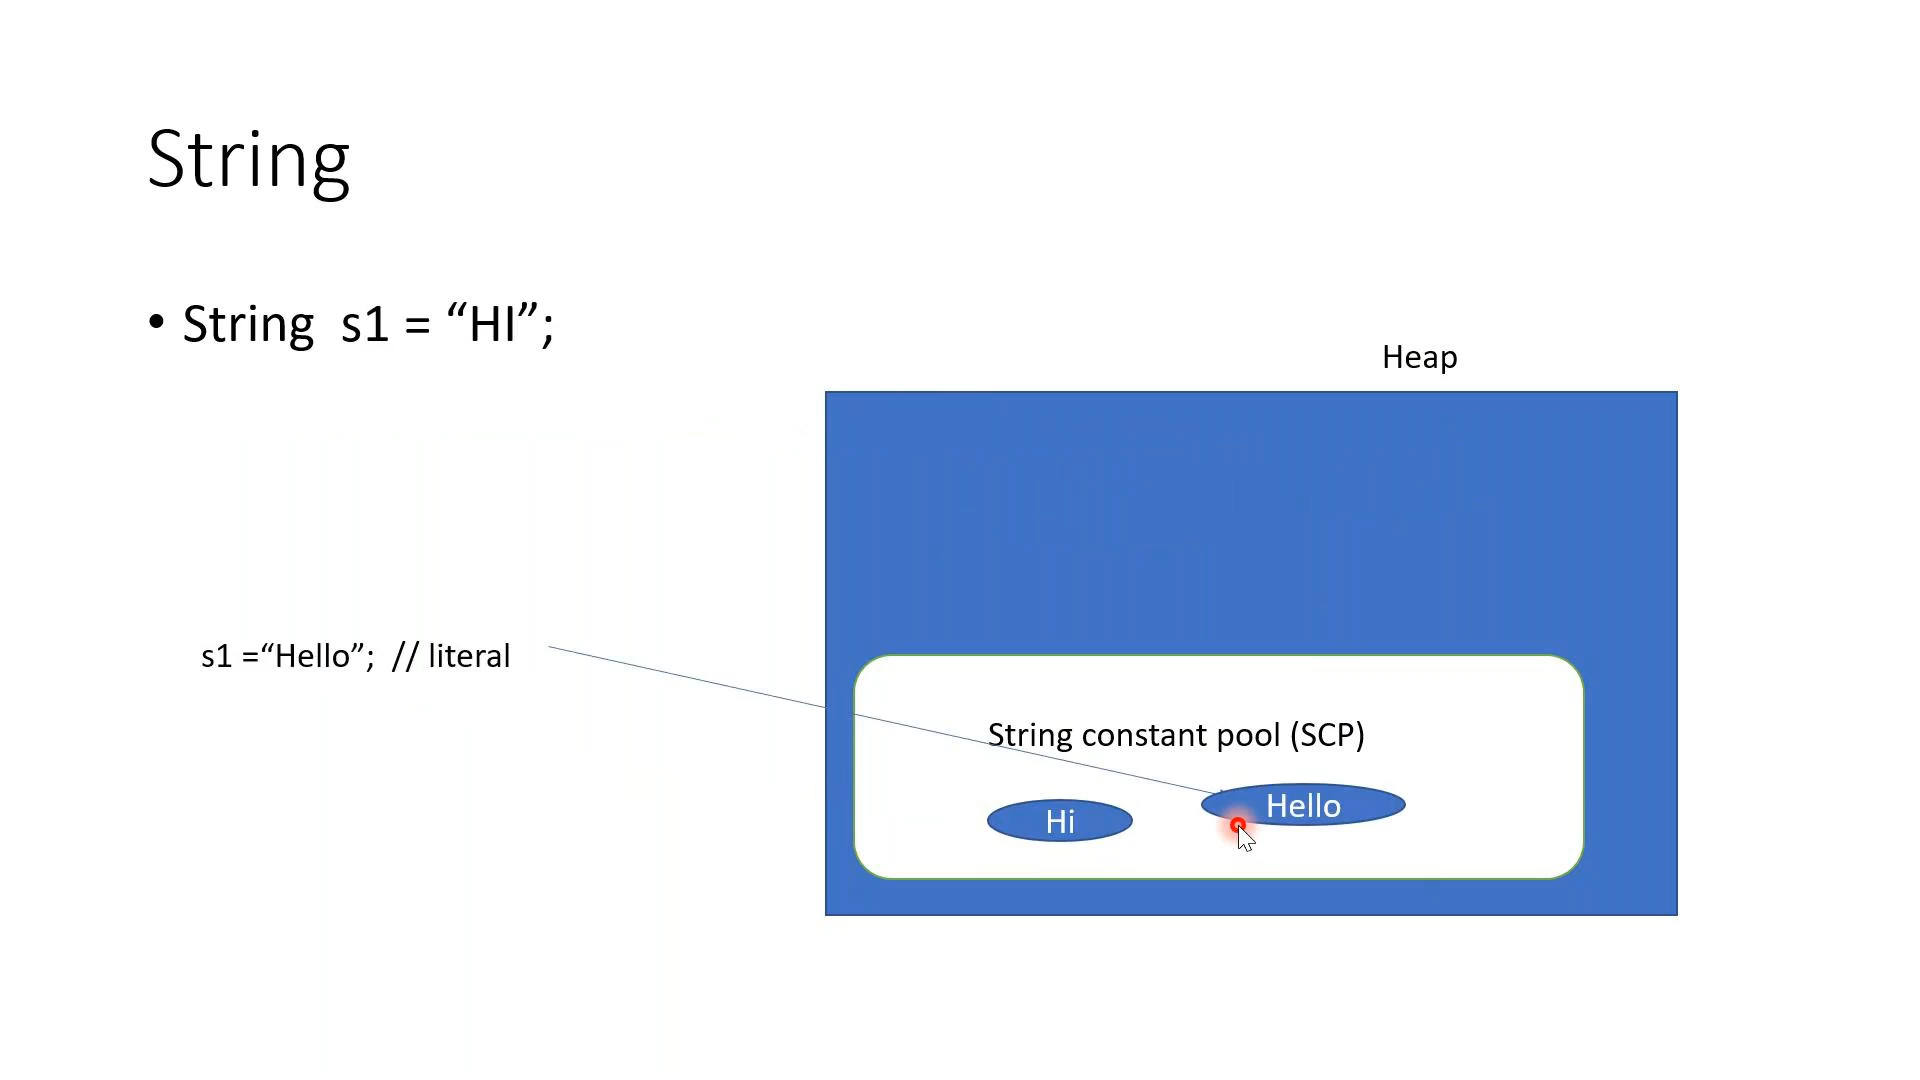 String
• String  s1 = “HI”;
Heap
s1 =“Hello”;  // literal
String constant pool (SCP)
Hi
Hello